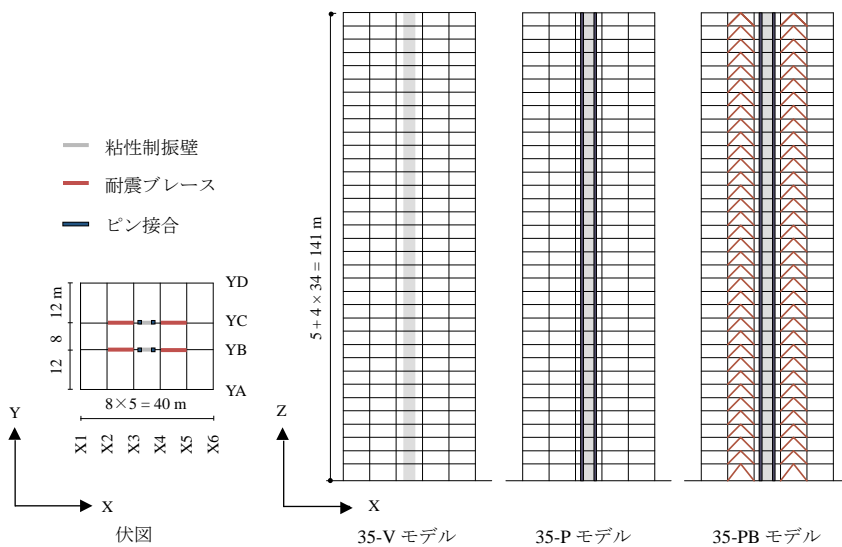 粘性制振壁
耐震ブレース
ピン接合
YD
YC
YB
YA
12 m
8
12
8×5 = 40 m
X1
X2
X3
X4
X5
X6
Y
X
伏図
5 + 4 × 34 = 141 m
Z
X
35-V モデル
35-P モデル
35-PB モデル